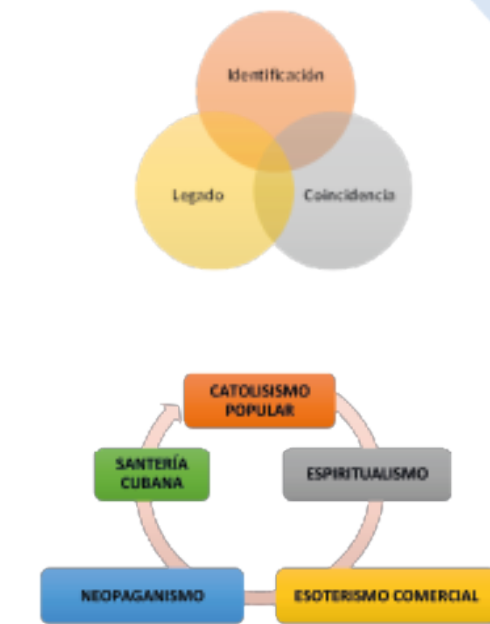 Identificación
Legado
Coincidencia
CATOLISISMO
POPULAR
SANTERÍA
CUBANA
ESPIRITUALISMO
NEOPAGANISMO
ESOTERISMO COMERCIAL